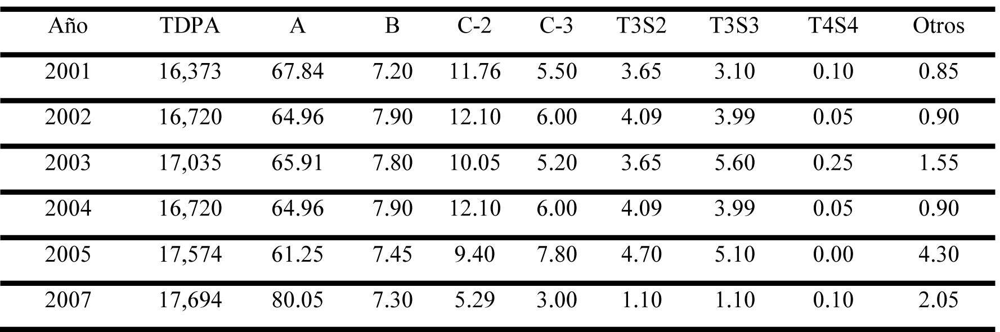 Año TDPA A B C-2 C-3 T3S2 T3S3 T4S4 Otros
2001 16,373 67.84 7.20 11.76 5.50 3.65 3.10 0.10 0.85
2002 16,720 64.96 7.90 12.10 6.00 4.09 3.99 0.05 0.90
2003 17,035 65.91 7.80 10.05 5.20 3.65 5.60 0.25 1.55
2004 16,720 64.96 7.90 12.10 6.00 4.09 3.99 0.05 0.90
2005 17,574 61.25 7.45 9.40 7.80 4.70 5.10 0.00 4.30
2007 17,694 80.05 7.30 5.29 3.00 1.10 1.10 0.10 2.05